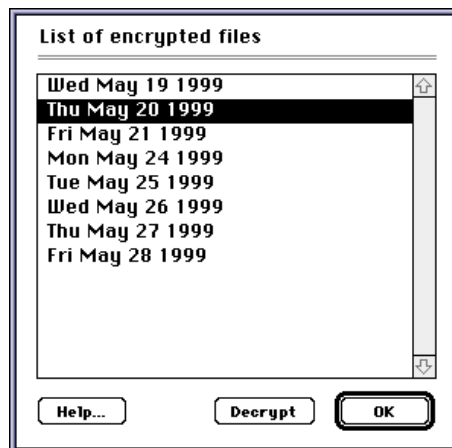 List of encrypted files
Wed May 19 1999
Thu May 20 1999
Fri May 21 1999
Mon May 24 1999
Tue May 25 1999
Wed May 26 1999
Thu May 27 1999
Fri May 28 1999
Help... Decrypt OK